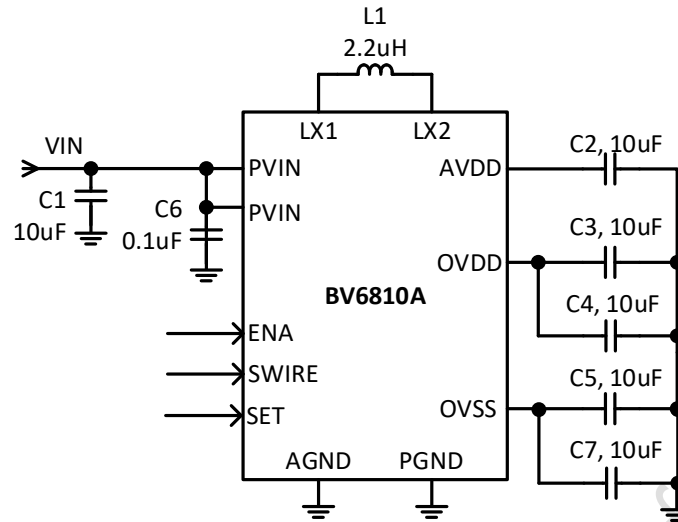 L1
2.2uH
LX1
LX2
VIN
PVIN
AVDD
C2, 10uF
C1
10uF
C6
0.1uF
PVIN
C3, 10uF
OVDD
BV6810A
C4, 10uF
ENA
SWIRE
SET
OVSS
C5, 10uF
C7, 10uF
AGND
PGND